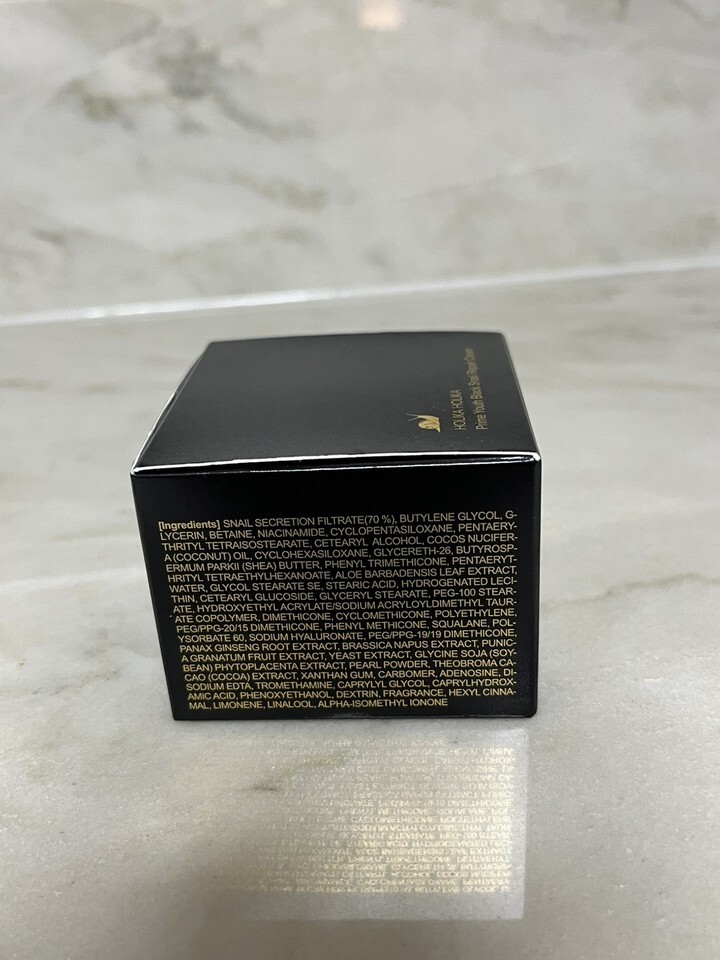 HOLIKA HOLIKA
Prime Youth Black Snail Repair Cream
[Ingredients] SNAIL SECRETION FILTRATE(70 %), BUTYLENE GLYCOL, G-
LYCERIN, BETAINE, NIACINAMIDE, CYCLOPENTASILOXANE, PENTAERY-
THRITYL TETRAISOSTEARATE, CETEARYL ALCOHOL, COCOS NUCIFER-
A (COCONUT) OIL, CYCLOHEXASILOXANE, GLYCERETH-26, BUTYROSP-
ERMUM PARKII (SHEA) BUTTER, PHENYL TRIMETHICONE, PENTAERYT-
HRITYL TETRAETHYLHEXANOATE, ALOE BARBADENSIS LEAF EXTRACT,
WATER, GLYCOL STEARATE SE, STEARIC ACID, HYDROGENATED LECI-
THIN, CETEARYL GLUCOSIDE, GLYCERYL STEARATE, PEG-100 STEAR-
ATE, HYDROXYETHYL ACRYLATE/SODIUM ACRYLOYLDIMETHYL TAUR-
ATE COPOLYMER, DIMETHICONE, CYCLOMETHICONE, POLYETHYLENE,
PEG/PPG-20/15 DIMETHICONE, PHENYL METHICONE, SQUALANE, POL-
YSORBATE 60, SODIUM HYALURONATE, PEG/PPG-19/19 DIMETHICONE,
PANAX GINSENG ROOT EXTRACT, BRASSICA NAPUS EXTRACT, PUNIC-
A GRANATUM FRUIT EXTRACT, YEAST EXTRACT, GLYCINE SOJA (SOY-
BEAN) PHYTOPLACENTA EXTRACT, PEARL POWDER, THEOBROMA CA-
CAO (COCOA) EXTRACT, XANTHAN GUM, CARBOMER, ADENOSINE, DI-
SODIUM EDTA, TROMETHAMINE, CAPRYLYL GLYCOL, CAPRYLHYDROX-
AMIC ACID, PHENOXYETHANOL, DEXTRIN, FRAGRANCE, HEXYL CINNA-
MAL, LIMONENE, LINALOOL, ALPHA-ISOMETHYL IONONE